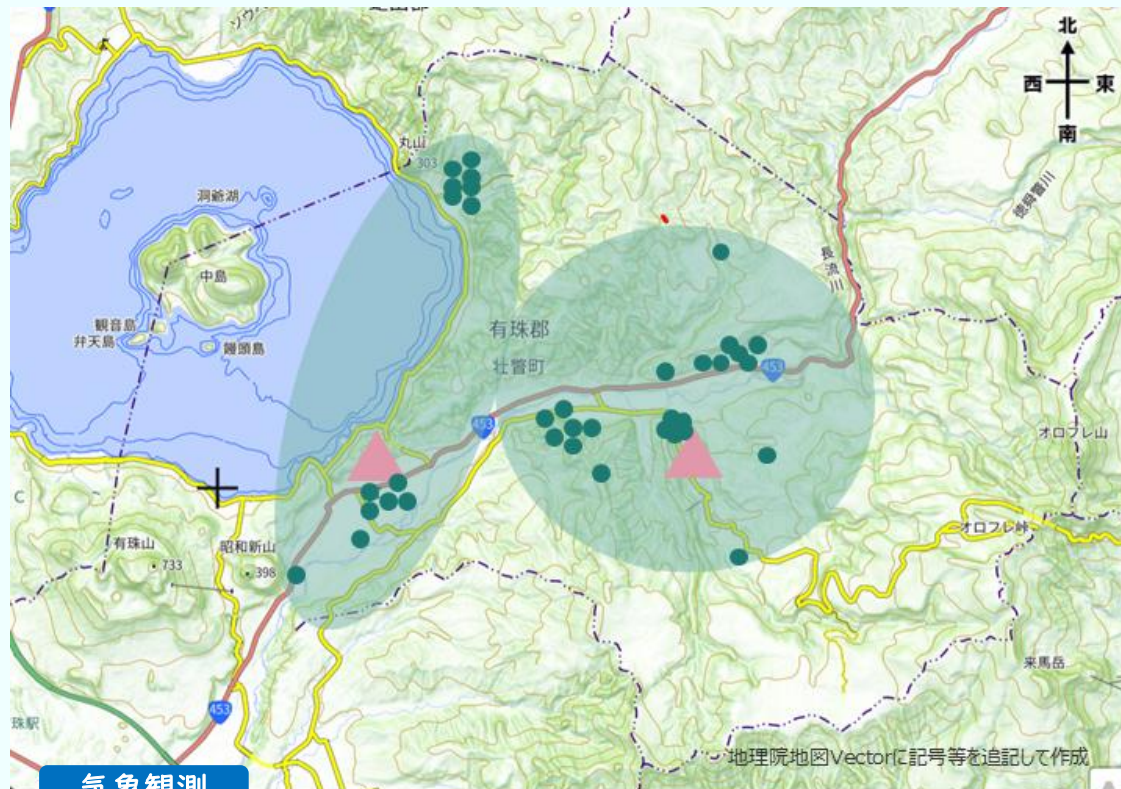 北
西 東
南
丸山
303
洞爺湖
徳舜瞥川
長流川
中島
観音島
弁天島
饅頭島
有珠郡
壮瞥町
453
453
オロフレ山
C
オロフレ峠
有珠山
733
昭和新山
398
来馬岳
453
珠駅
地理院地図Vectorに記号等を追記して作成
気象観測